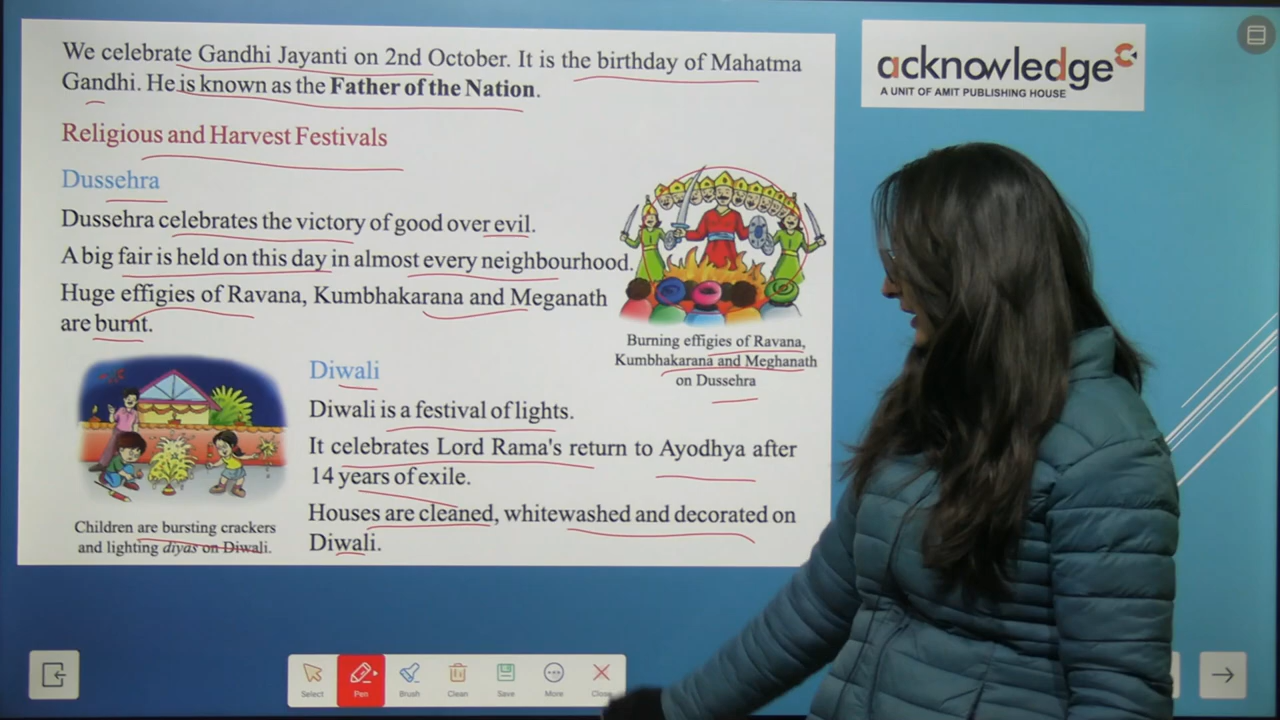 We celebrate Gandhi Jayanti on 2nd October. It is the birthday of Mahatma
Gandhi. He is known as the Father of the Nation.
Religious and Harvest Festivals
Dussehra
Dussehra celebrates the victory of good over evil.
A big fair is held on this day in almost every neighbourhood.
Huge effigies of Ravana, Kumbhakarana and Meganath
are burnt.
Burning effigies of Ravana,
Kumbhakarana and Meghanath
on Dussehra
Diwali
Diwali is a festival of lights.
It celebrates Lord Rama's return to Ayodhya after
14 years of exile.
Houses are cleaned, whitewashed and decorated on
Diwali.
Children are bursting crackers
and lighting diyas on Diwali.
acknowledge
A UNIT OF AMIT PUBLISHING HOUSE
Select
Pen
Brush
Clean
Save
More
Close